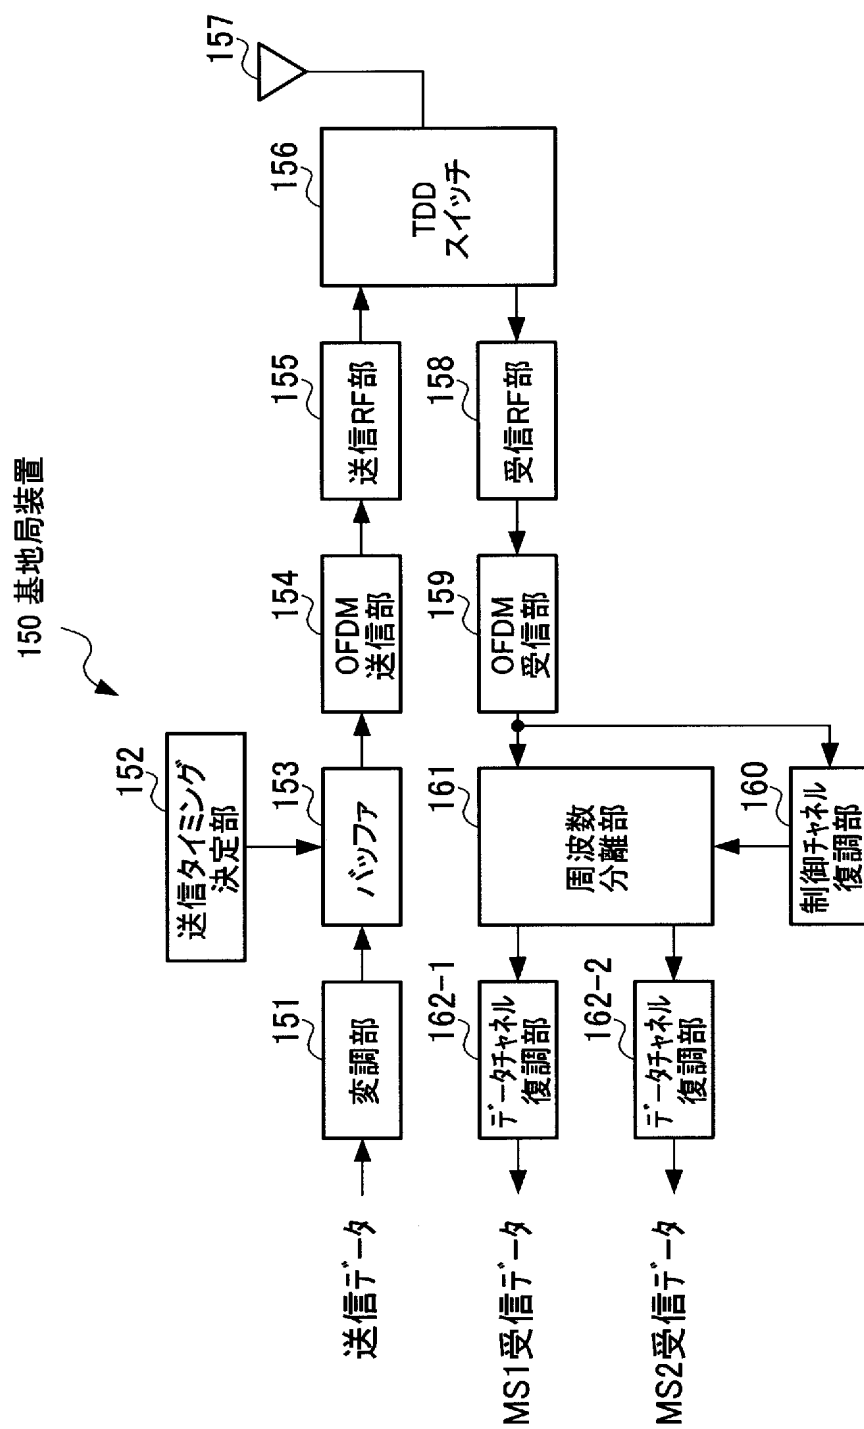 150 基地局装置
152
送信タイミング
決定部
送信データ
151
変調部
153
バッファ
154
OFDM
送信部
155
送信RF部
156
TDD
スイッチ
157
MS1受信データ
162-1
データチャネル
復調部
161
周波数
分離部
159
OFDM
受信部
158
受信RF部
MS2受信データ
162-2
データチャネル
復調部
160
制御チャネル
復調部